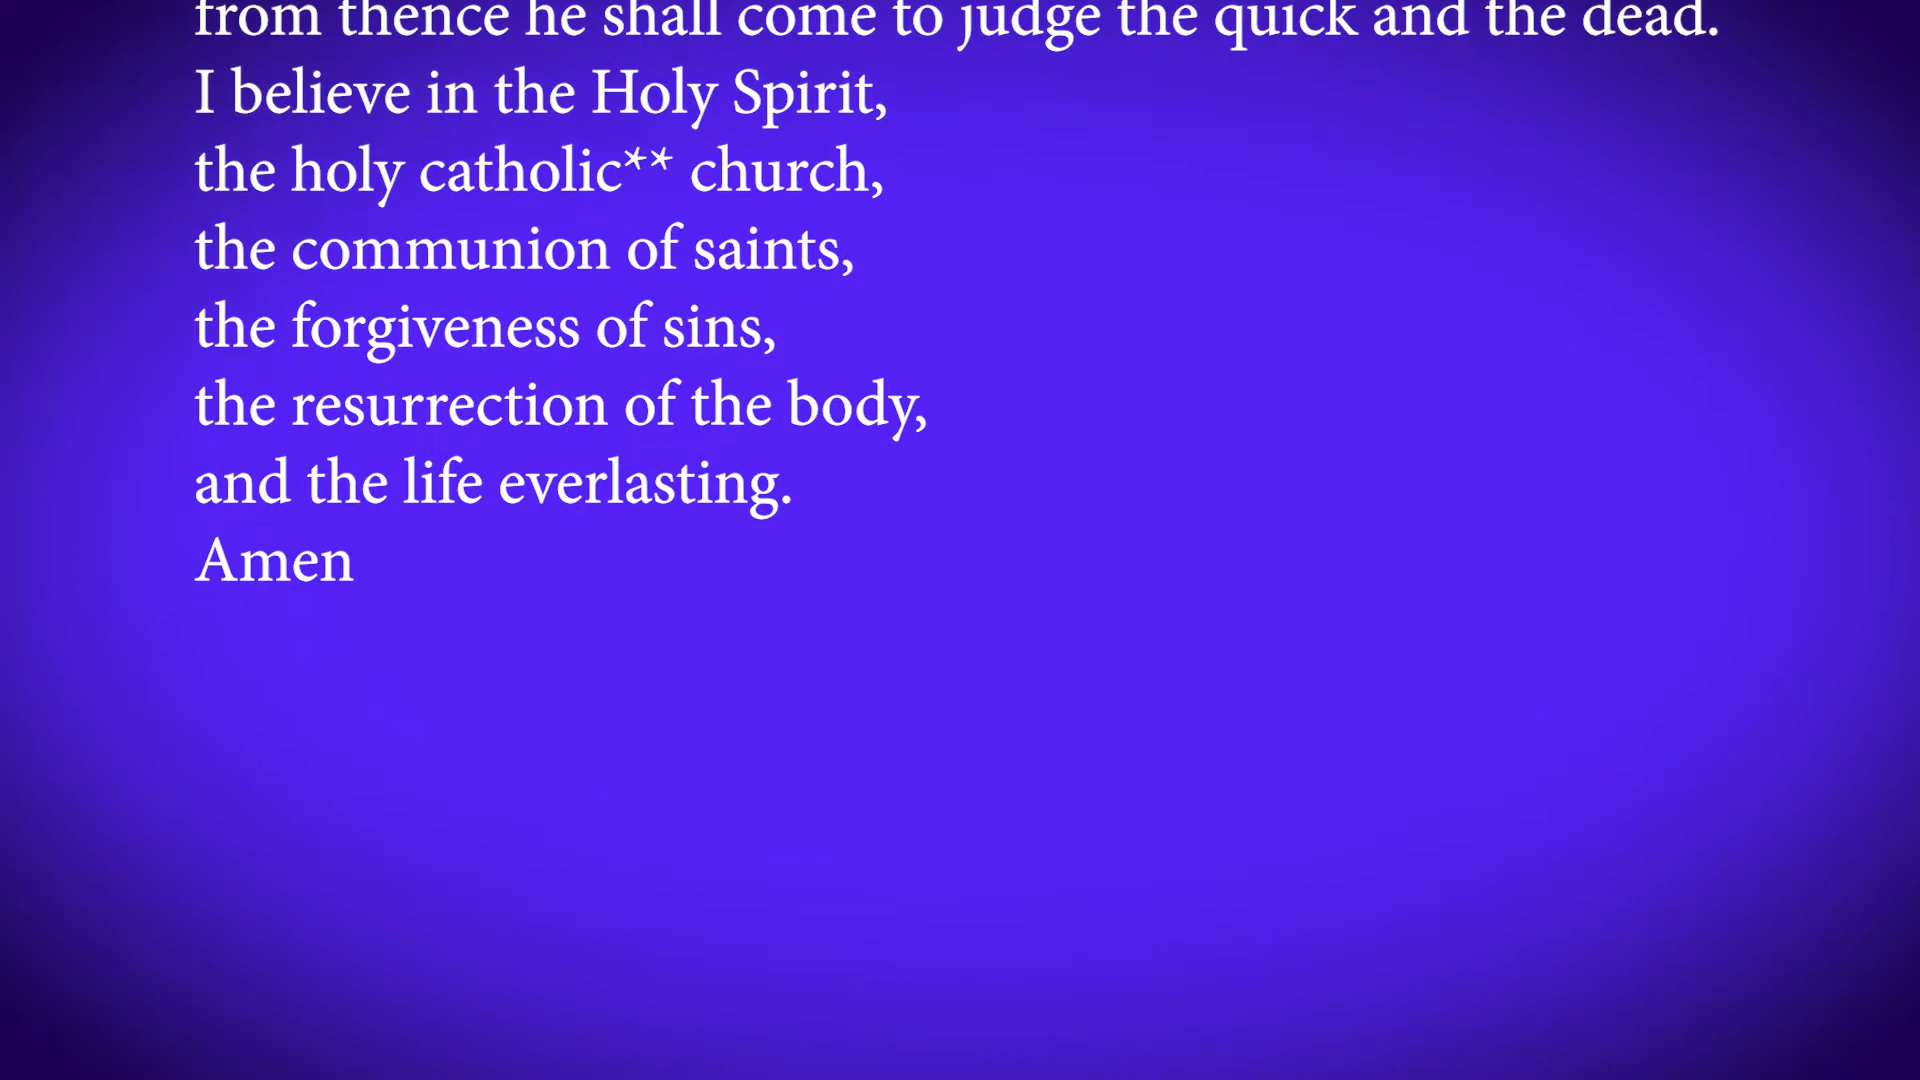 from thence he shall come to judge the quick and the dead.
I believe in the Holy Spirit,
the holy catholic** church,
the communion of saints,
the forgiveness of sins,
the resurrection of the body,
and the life everlasting.
Amen